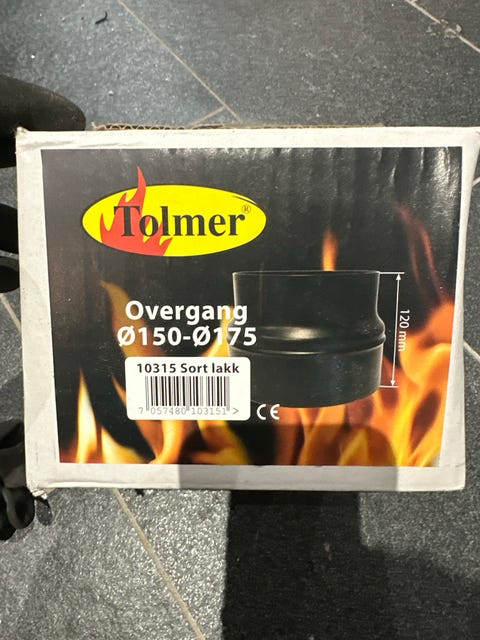 Tolmer®
Overgang
Ø150-Ø175
120 mm
10315 Sort lakk
7 057480 103151 >
CE